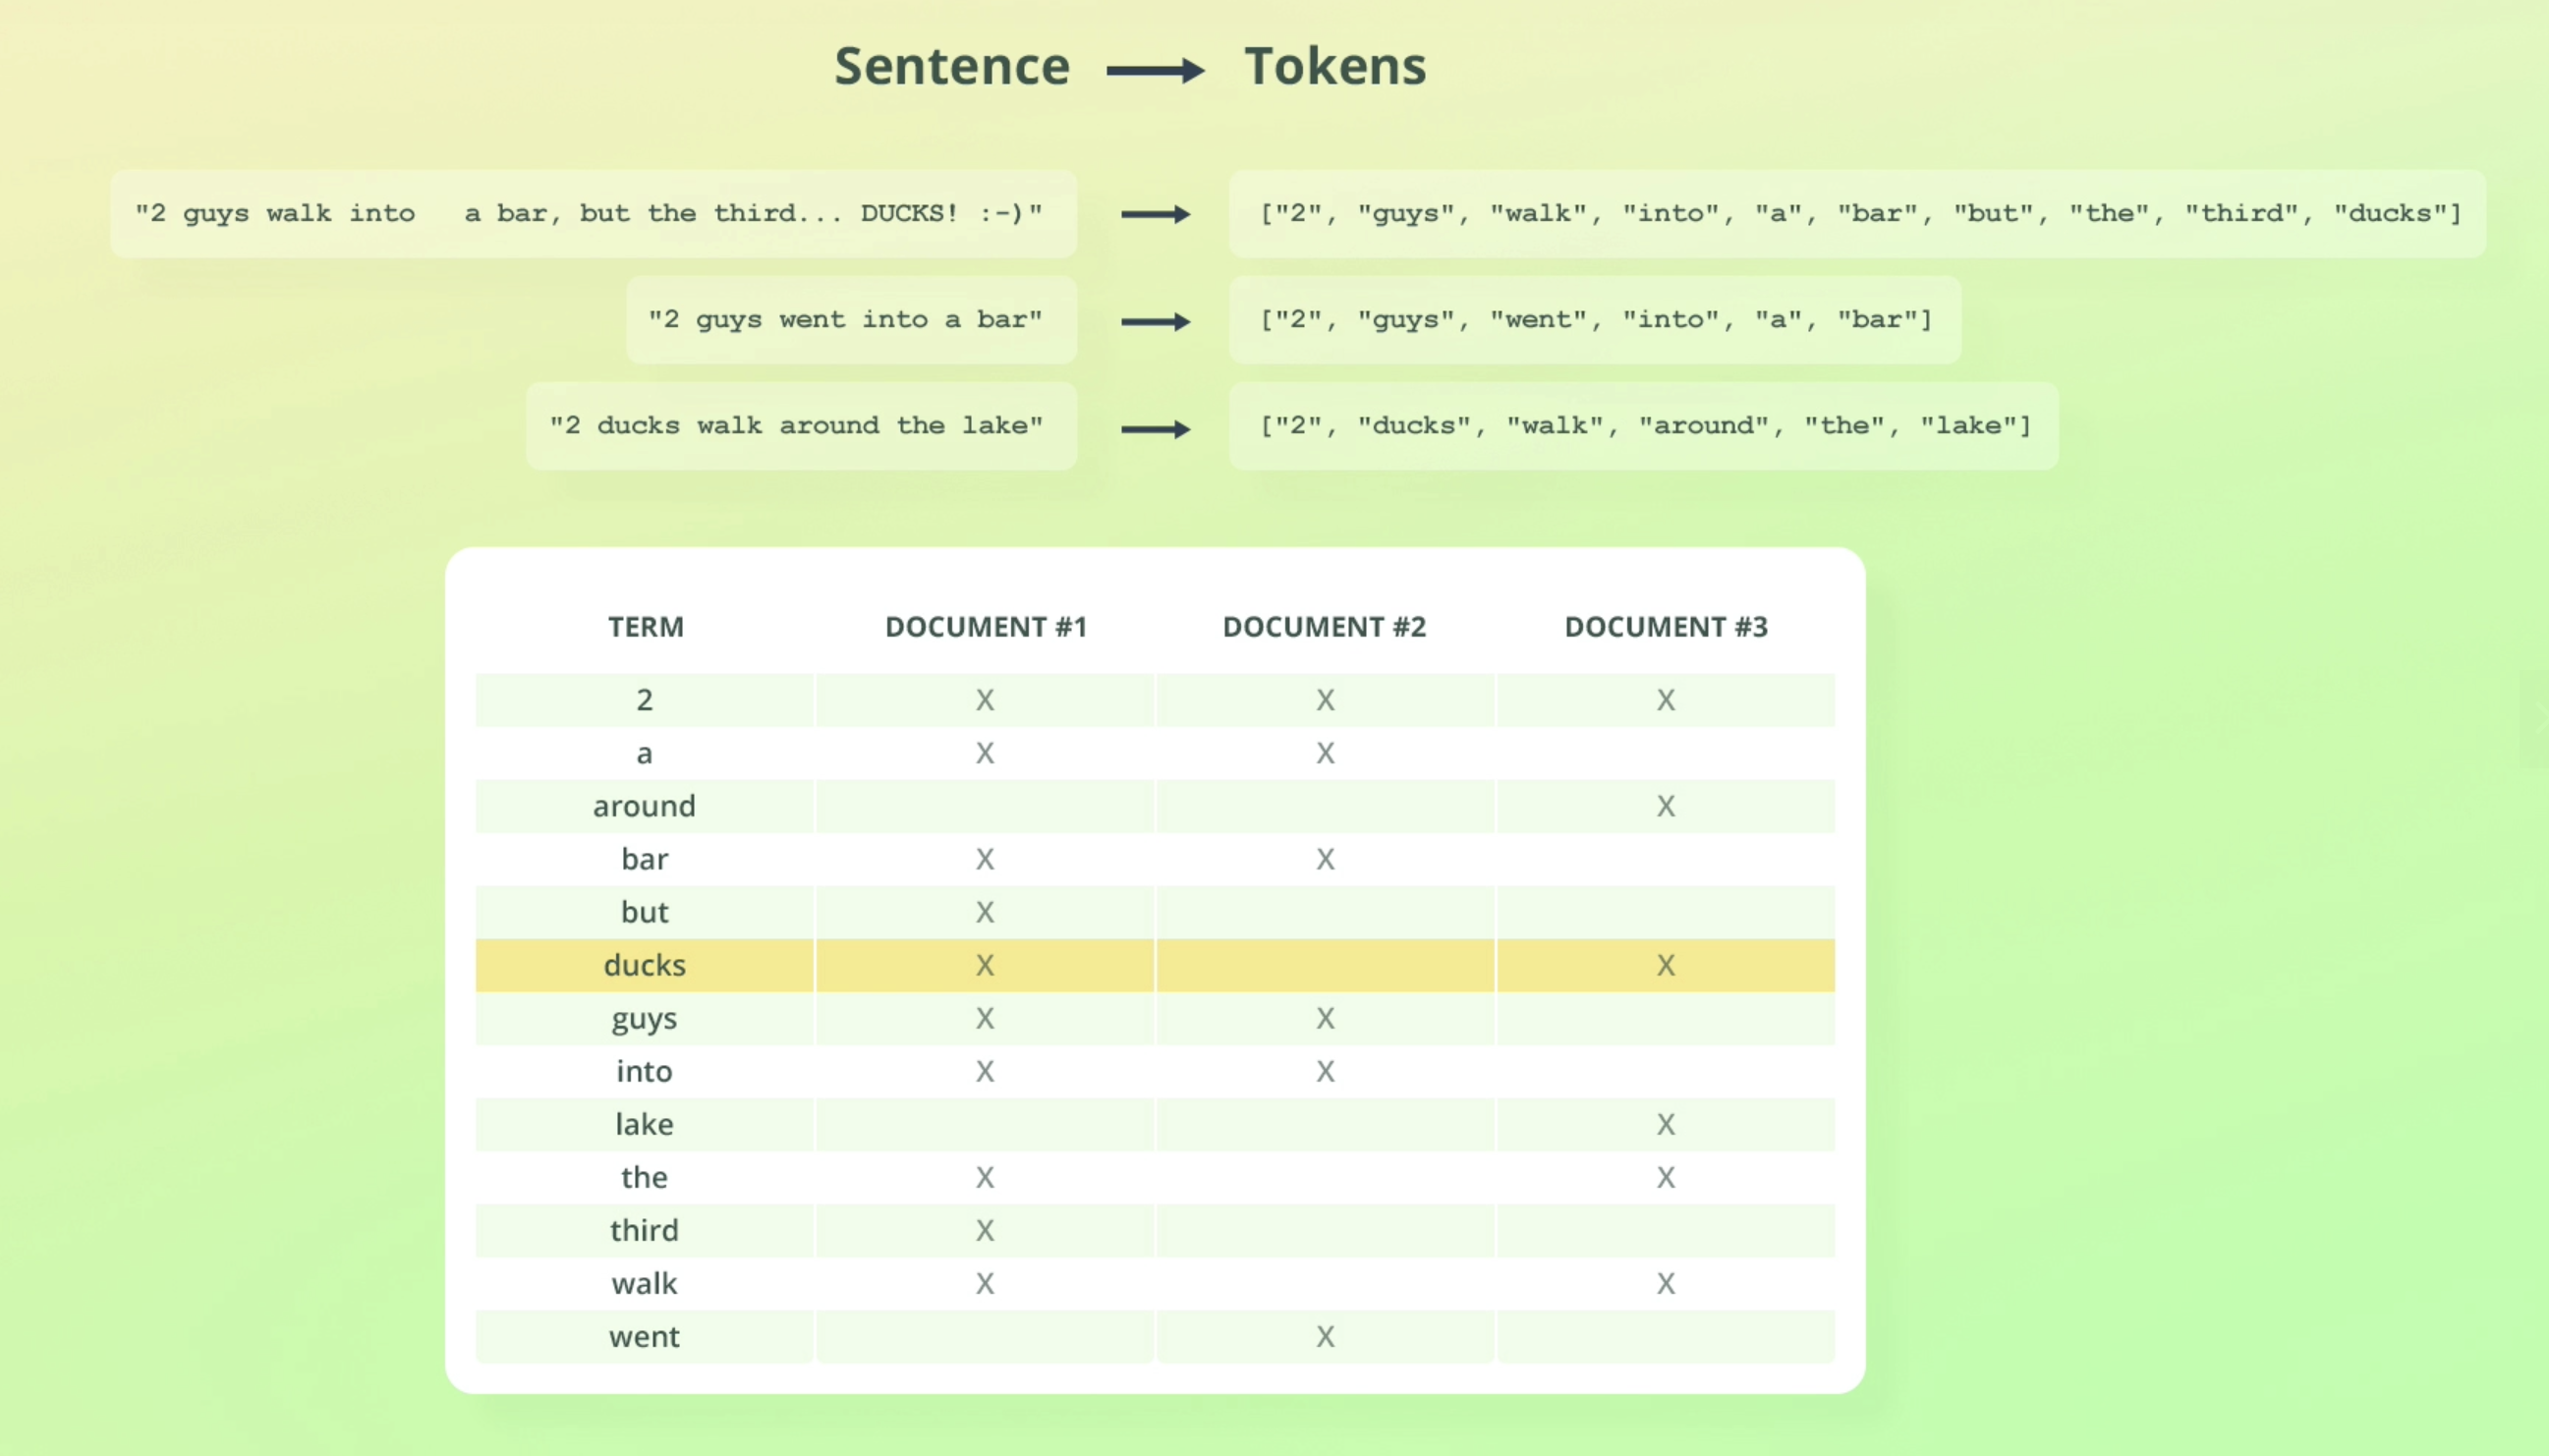 Sentence → Tokens
"2 guys walk into   a bar, but the third... DUCKS! :-)" → ["2", "guys", "walk", "into", "a", "bar", "but", "the", "third", "ducks"]
"2 guys went into a bar" → ["2", "guys", "went", "into", "a", "bar"]
"2 ducks walk around the lake" → ["2", "ducks", "walk", "around", "the", "lake"]
TERM DOCUMENT #1 DOCUMENT #2 DOCUMENT #3
2 X X X
a X X
around X
bar X X
but X
ducks X X
guys X X
into X X
lake X
the X X
third X
walk X X
went X